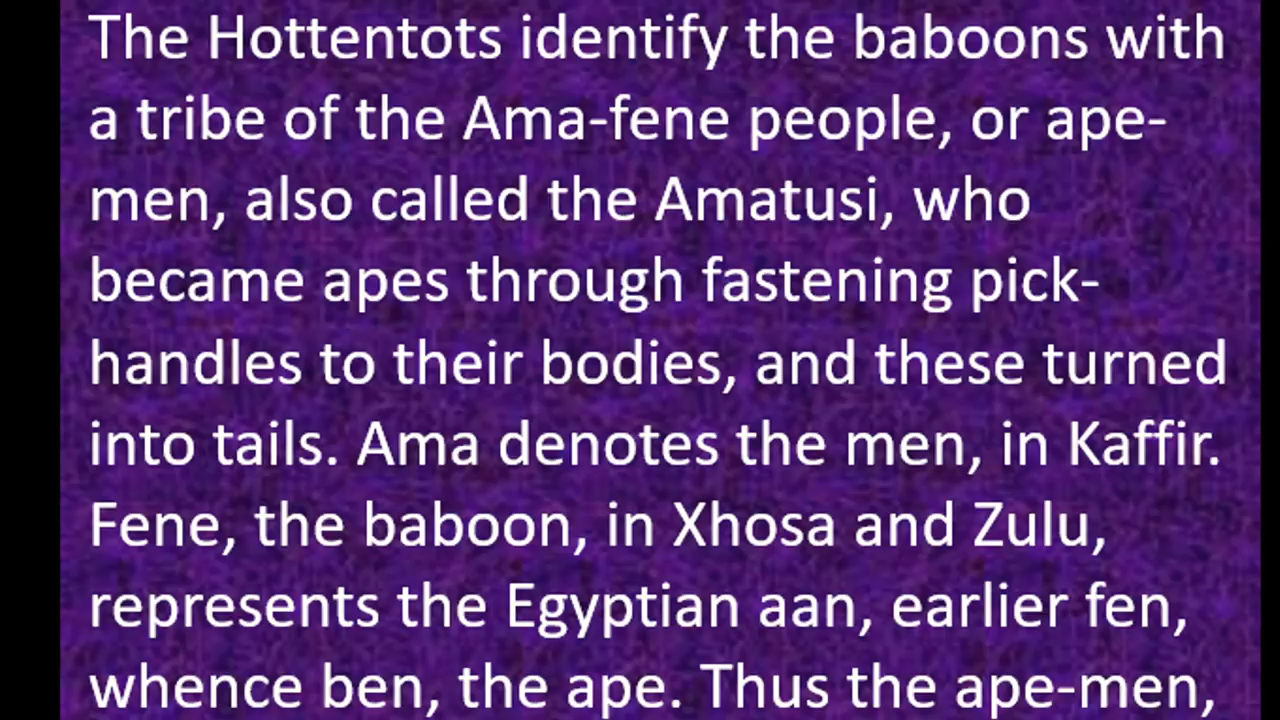 The Hottentots identify the baboons with
a tribe of the Ama-fene people, or ape-
men, also called the Amatusi, who
became apes through fastening pick-
handles to their bodies, and these turned
into tails. Ama denotes the men, in Kaffir.
Fene, the baboon, in Xhosa and Zulu,
represents the Egyptian aan, earlier fen,
whence ben, the ape. Thus the ape-men,